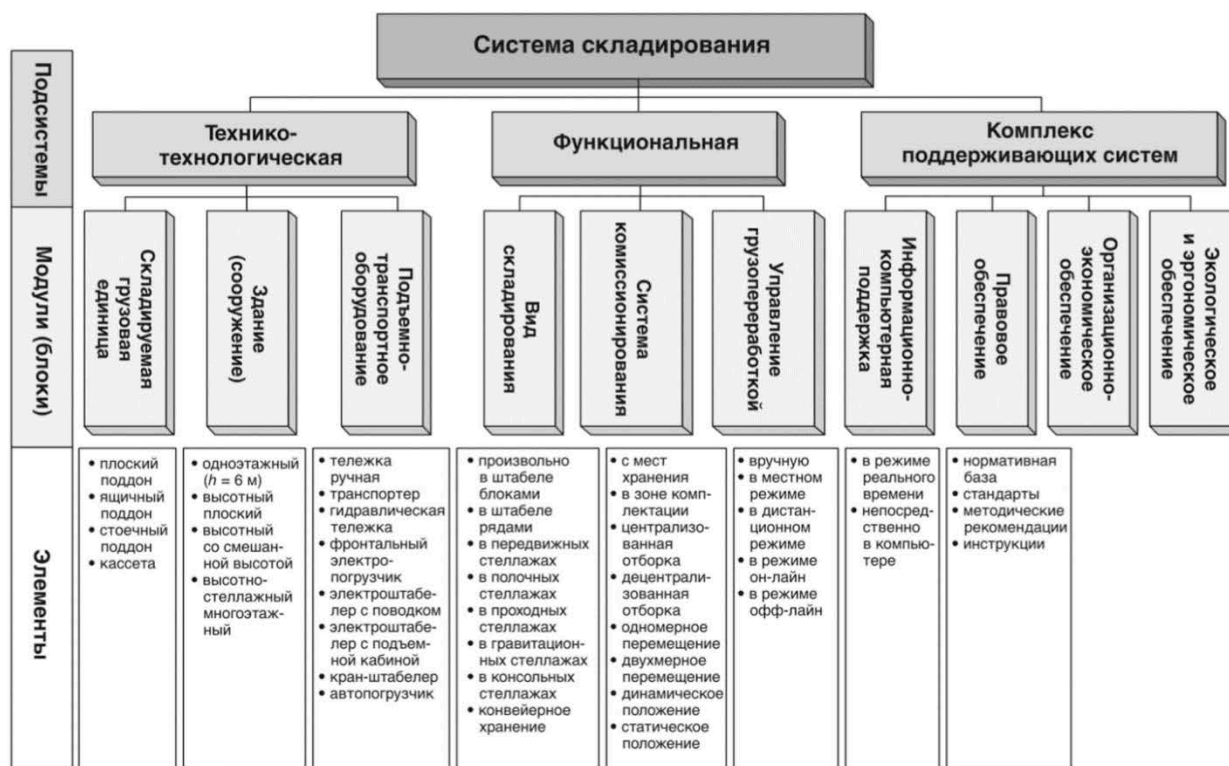 Система складирования
Подсистемы
Технико-
технологическая
Функциональная
Комплекс
поддерживающих систем
Модули (блоки)
Складируемая
грузовая
единица
Здание
(сооружение)
Подъемно-
транспортное
оборудование
Вид
складирования
Система
комиссионирования
Управление
грузопереработкой
Информационно-
компьютерная
поддержка
Правовое
обеспечение
Организационно-
экономическое
обеспечение
Экологическое
и эргономическое
обеспечение
Элементы
• плоский
поддон
• ящичный
поддон
• стоечный
поддон
• кассета
• одноэтажный
(h = 6 м)
• высотный
плоский
• высотный
со смешан-
ной высотой
• высотно-
стеллажный
многоэтаж-
ный
• тележка
ручная
• транспортер
• гидравлическая
тележка
• фронтальный
электро-
погрузчик
• электроштабе-
лер с поводком
• электроштабе-
лер с подъем-
ной кабиной
• кран-штабелер
• автопогрузчик
• произвольно
в штабеле
блоками
• в штабеле
рядами
• в передвижных
стеллажах
• в полочных
стеллажах
• в проходных
стеллажах
• в гравитацион-
ных стеллажах
• в консольных
стеллажах
• конвейерное
хранение
• с мест
хранения
• в зоне комп-
лектации
• централизо-
ванная
отборка
• децентрали-
зованная
отборка
• одномерное
перемещение
• двухмерное
перемещение
• динамическое
положение
• статическое
положение
• вручную
• в местном
режиме
• в дистан-
ционном
режиме
• в режиме
он-лайн
• в режиме
офф-лайн
• в режиме
реального
времени
• непосред-
ственно
в компью-
тере
• нормативная
база
• стандарты
• методические
рекомендации
• инструкции